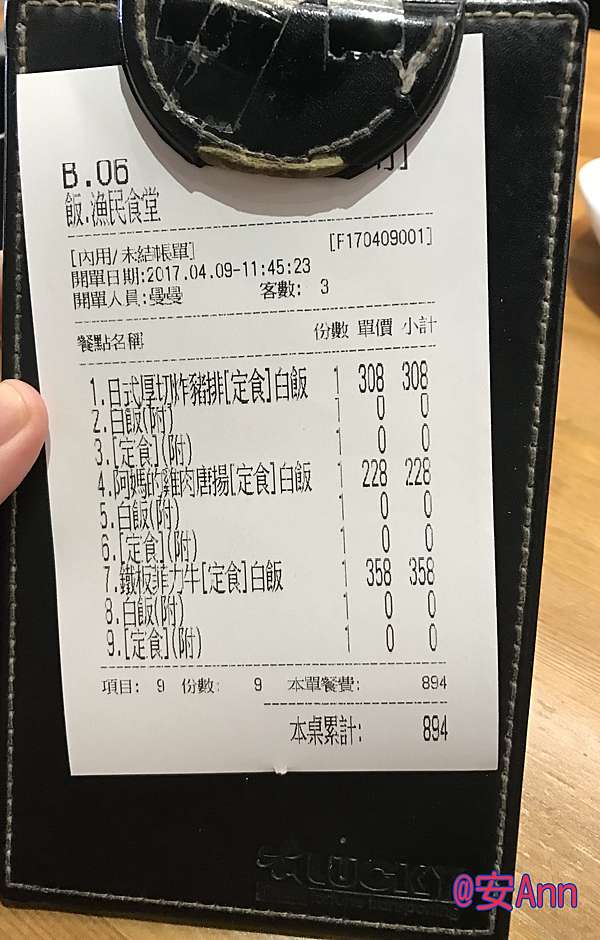 B.06
飯.漁民食堂
[內用/未結帳單] [F170409001]
開單日期:2017.04.09-11:45:23
開單人員:曼曼 客數: 3
餐點名稱 份數 單價 小計
1.日式厚切炸豬排[定食]白飯 1 308 308
2.白飯(附) 1 0 0
3.[定食](附) 1 0 0
4.阿媽的雞肉唐揚[定食]白飯 1 228 228
5.白飯(附) 1 0 0
6.[定食](附) 1 0 0
7.鐵板菲力牛[定食]白飯 1 358 358
8.白飯(附) 1 0 0
9.[定食](附) 1 0 0
項目: 9 份數: 9 本單餐費: 894
本桌累計: 894
LUCKY
@安Ann